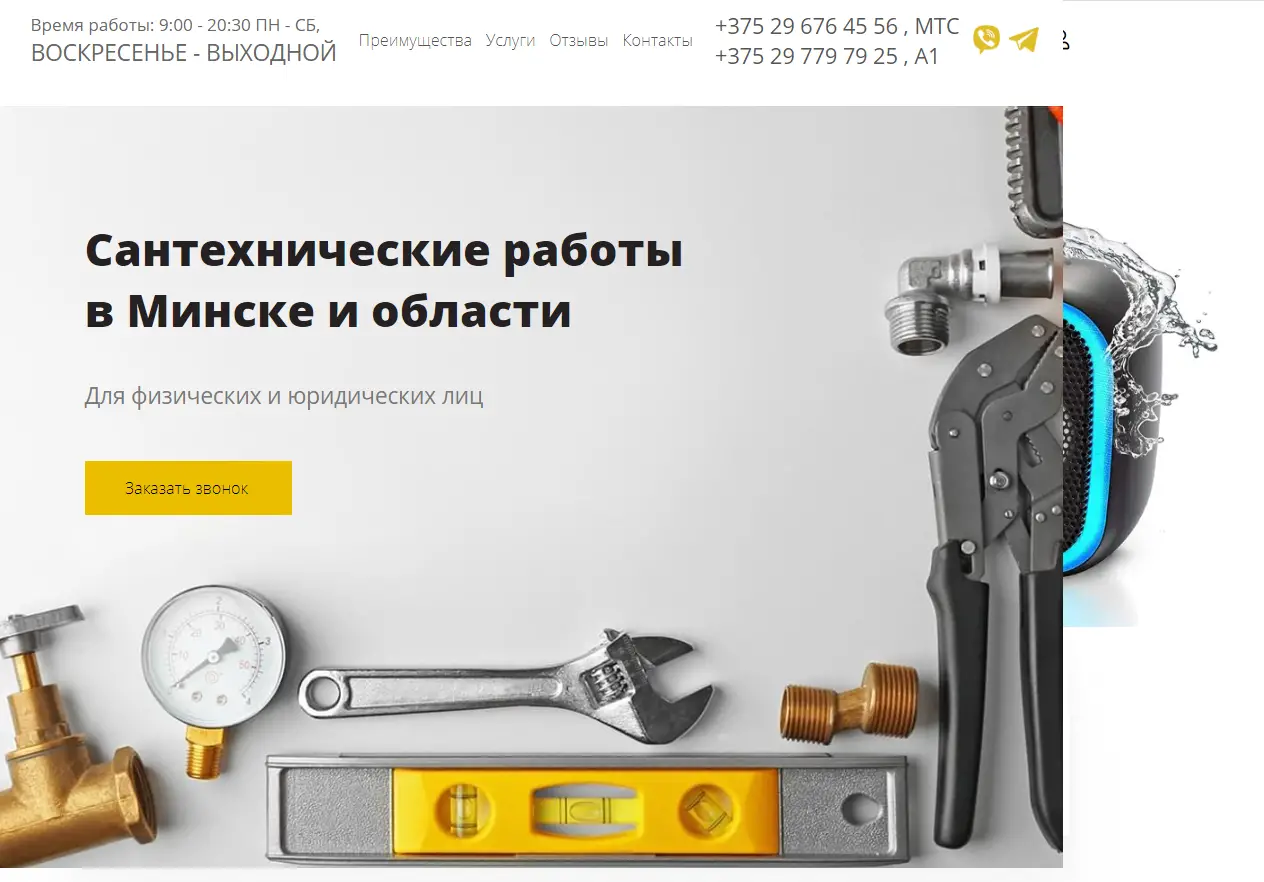 Время работы: 9:00 - 20:30 ПН - СБ,
ВОСКРЕСЕНЬЕ - ВЫХОДНОЙ
Преимущества Услуги Отзывы Контакты
+375 29 676 45 56 , МТС
+375 29 779 79 25 , А1
Сантехнические работы
в Минске и области
Для физических и юридических лиц
Заказать звонок